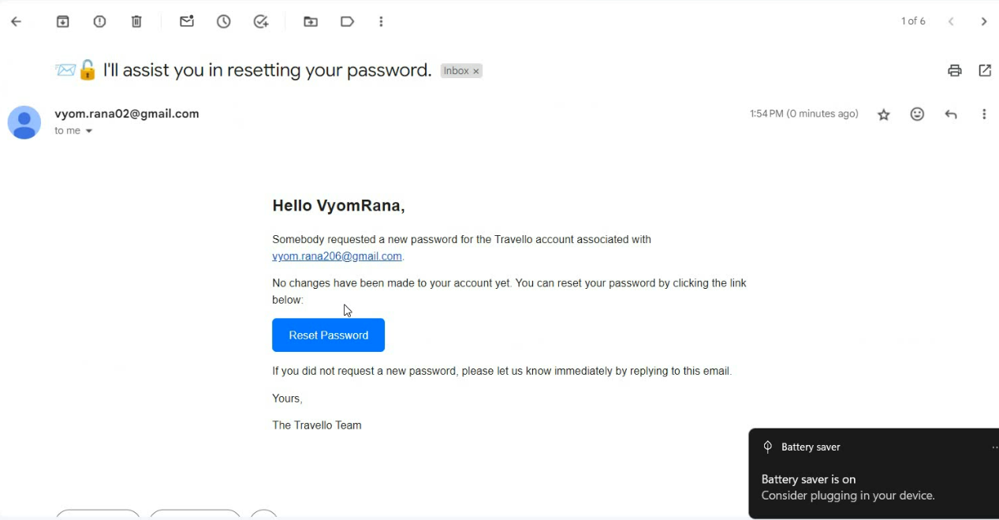 1 of 6
I'll assist you in resetting your password. Inbox ×
vyom.rana02@gmail.com
1:54 PM (0 minutes ago)
to me
Hello VyomRana,
Somebody requested a new password for the Travello account associated with
vyom.rana206@gmail.com.
No changes have been made to your account yet. You can reset your password by clicking the link
below:
Reset Password
If you did not request a new password, please let us know immediately by replying to this email.
Yours,
The Travello Team
Battery saver
Battery saver is on
Consider plugging in your device.